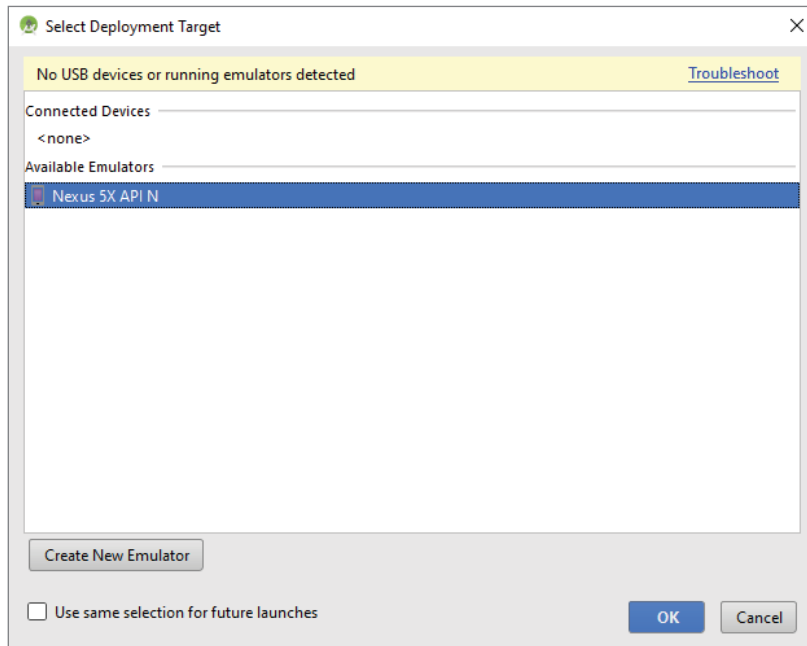 Select Deployment Target
No USB devices or running emulators detected Troubleshoot
Connected Devices
<none>
Available Emulators
Nexus 5X API N
Create New Emulator
Use same selection for future launches
OK Cancel